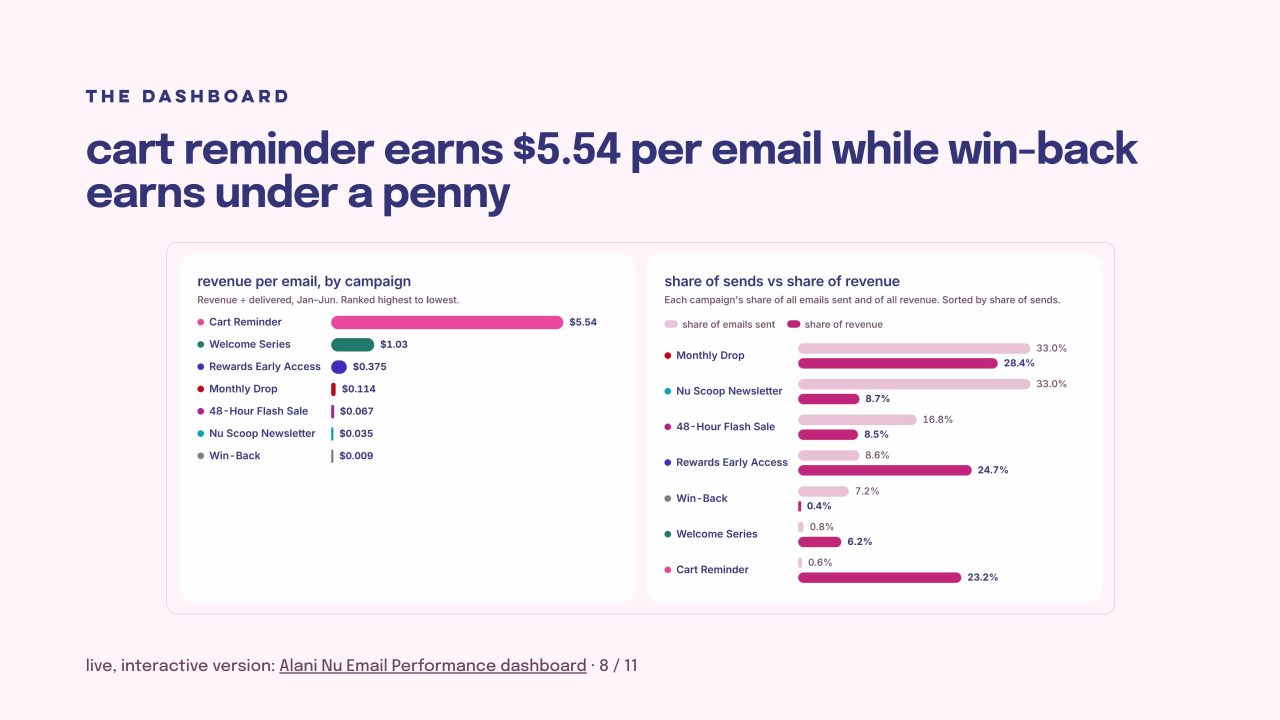 THE DASHBOARD
cart reminder earns $5.54 per email while win-back
earns under a penny
revenue per email, by campaign
Revenue ÷ delivered, Jan–Jun. Ranked highest to lowest.
Cart Reminder $5.54
Welcome Series $1.03
Rewards Early Access $0.375
Monthly Drop $0.114
48-Hour Flash Sale $0.067
Nu Scoop Newsletter $0.035
Win-Back $0.009
share of sends vs share of revenue
Each campaign's share of all emails sent and of all revenue. Sorted by share of sends.
share of emails sent share of revenue
Monthly Drop 33.0% 28.4%
Nu Scoop Newsletter 33.0% 8.7%
48-Hour Flash Sale 16.8% 8.5%
Rewards Early Access 8.6% 24.7%
Win-Back 7.2% 0.4%
Welcome Series 0.8% 6.2%
Cart Reminder 0.6% 23.2%
live, interactive version: Alani Nu Email Performance dashboard · 8 / 11